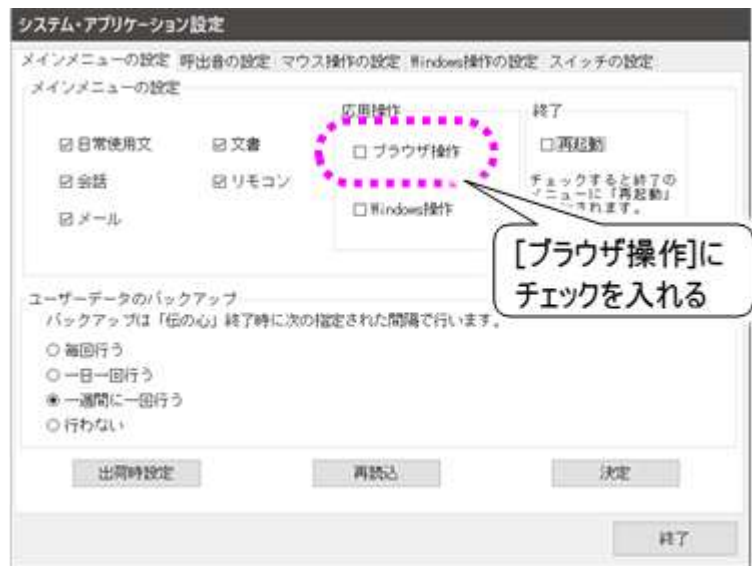 システム・アプリケーション設定
メインメニューの設定 呼出音の設定 マウス操作の設定 Windows操作の設定 スイッチの設定
メインメニューの設定
応用操作
終了
日常使用文 文書
ブラウザ操作
再起動
会話 リモコン
チェックすると終了の
メニューに「再起動」
されます。
メール
Windows操作
[ブラウザ操作]に
チェックを入れる
ユーザーデータのバックアップ
バックアップは「伝の心」終了時に次の指定された間隔で行います。
毎回行う
一日一回行う
一週間に一回行う
行わない
出荷時設定 再読込 決定
終了